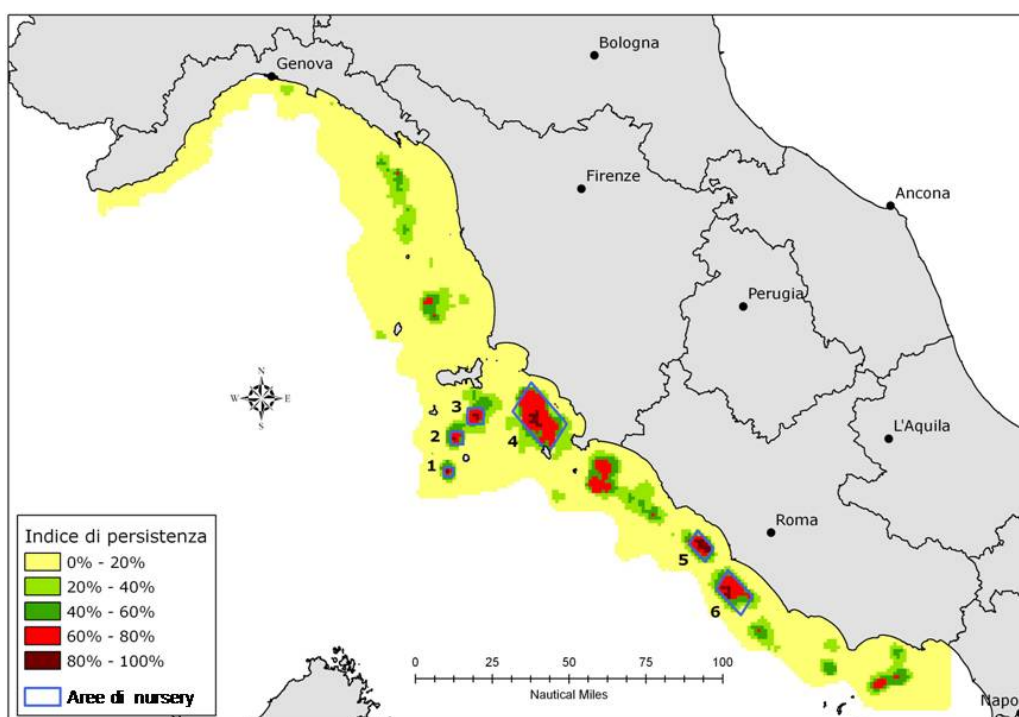 Bologna
Genova
Firenze
Ancona
Perugia
N
W E
S
3
4
2
1
L'Aquila
Roma
5
6
Indice di persistenza
0% - 20%
20% - 40%
40% - 60%
60% - 80%
80% - 100%
Aree di nursery
0 25 50 75 100
Nautical Miles
Napo